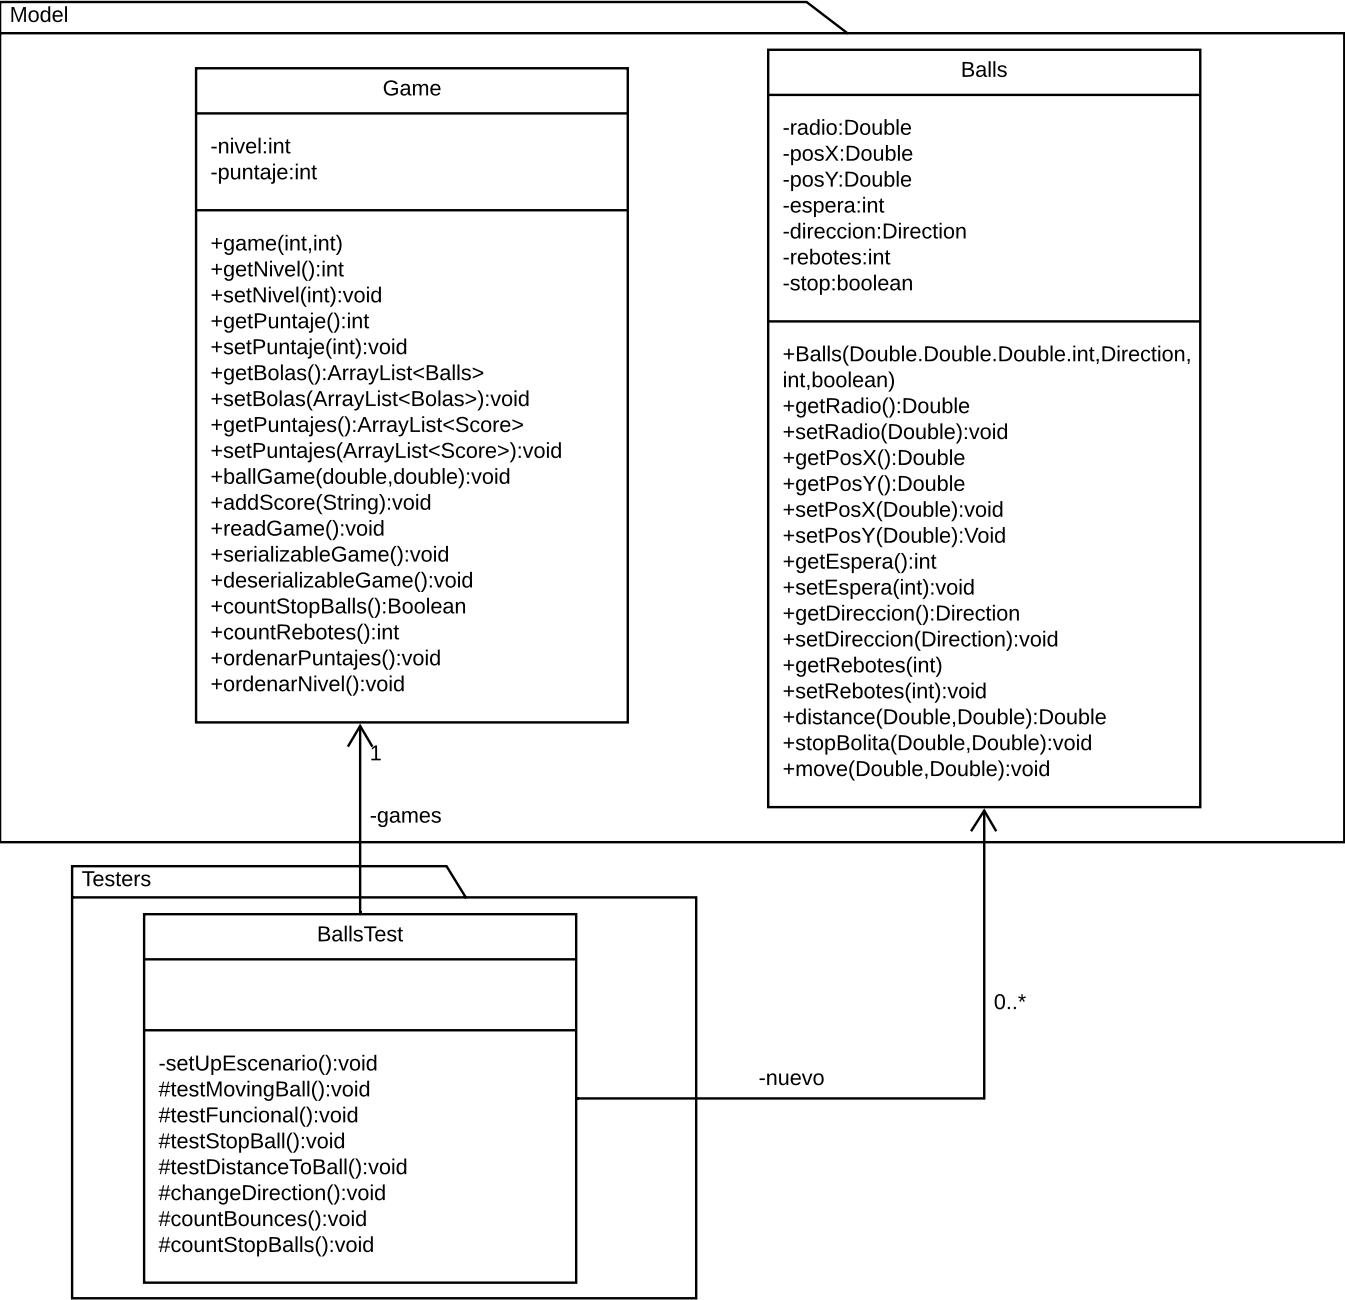 Model
Game
-nivel:int
-puntaje:int
+game(int,int)
+getNivel():int
+setNivel(int):void
+getPuntaje():int
+setPuntaje(int):void
+getBolas():ArrayList<Balls>
+setBolas(ArrayList<Bolas>):void
+getPuntajes():ArrayList<Score>
+setPuntajes(ArrayList<Score>):void
+ballGame(double,double):void
+addScore(String):void
+readGame():void
+serializableGame():void
+deserializableGame():void
+countStopBalls():Boolean
+countRebotes():int
+ordenarPuntajes():void
+ordenarNivel():void
Balls
-radio:Double
-posX:Double
-posY:Double
-espera:int
-direccion:Direction
-rebotes:int
-stop:boolean
+Balls(Double.Double.Double.int,Direction,
int,boolean)
+getRadio():Double
+setRadio(Double):void
+getPosX():Double
+getPosY():Double
+setPosX(Double):void
+setPosY(Double):Void
+getEspera():int
+setEspera(int):void
+getDireccion():Direction
+setDireccion(Direction):void
+getRebotes(int)
+setRebotes(int):void
+distance(Double,Double):Double
+stopBolita(Double,Double):void
+move(Double,Double):void
1
-games
Testers
BallsTest
-setUpEscenario():void
#testMovingBall():void
#testFuncional():void
#testStopBall():void
#testDistanceToBall():void
#changeDirection():void
#countBounces():void
#countStopBalls():void
0..*
-nuevo